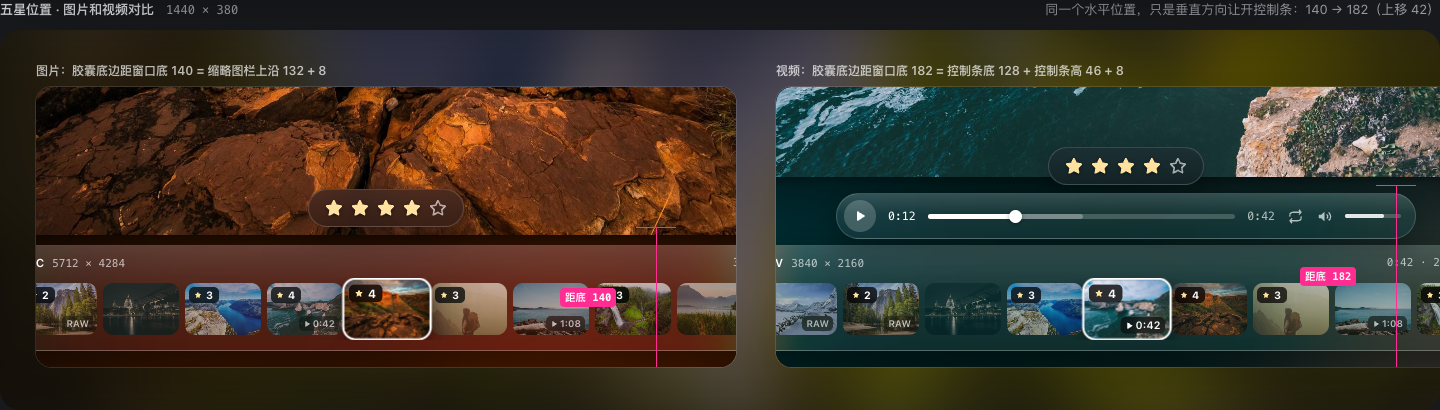 五星位置 · 图片和视频对比 1440 × 380
同一个水平位置，只是垂直方向让开控制条：140 → 182（上移 42）
图片：胶囊底边距窗口底 140 = 缩略图栏上沿 132 + 8
C 5712 × 4284
2 RAW
3
4 0:42
4
3
1:08
3
距底 140
视频：胶囊底边距窗口底 182 = 控制条底 128 + 控制条高 46 + 8
0:12
0:42
V 3840 × 2160
0:42 · 2
RAW
2 RAW
3
4 0:42
4
3
1:08
距底 182